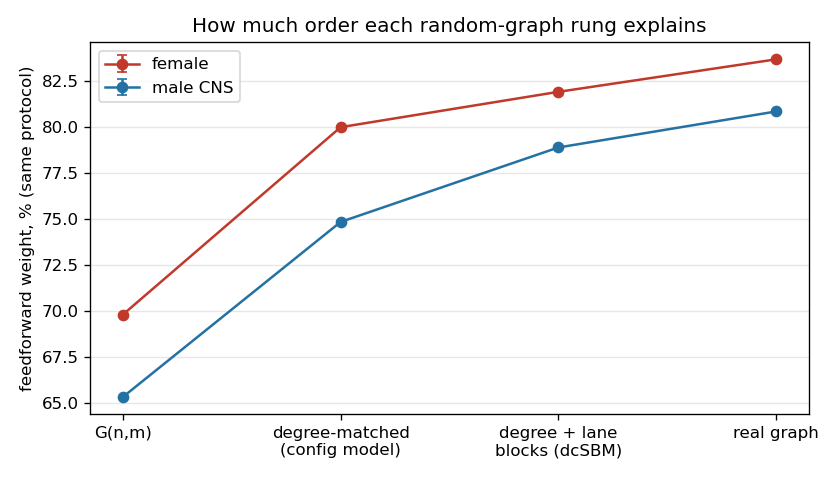 How much order each random-graph rung explains
female
male CNS
feedforward weight, % (same protocol)
82.5
80.0
77.5
75.0
72.5
70.0
67.5
65.0
G(n,m)
degree-matched
(config model)
degree + lane
blocks (dcSBM)
real graph